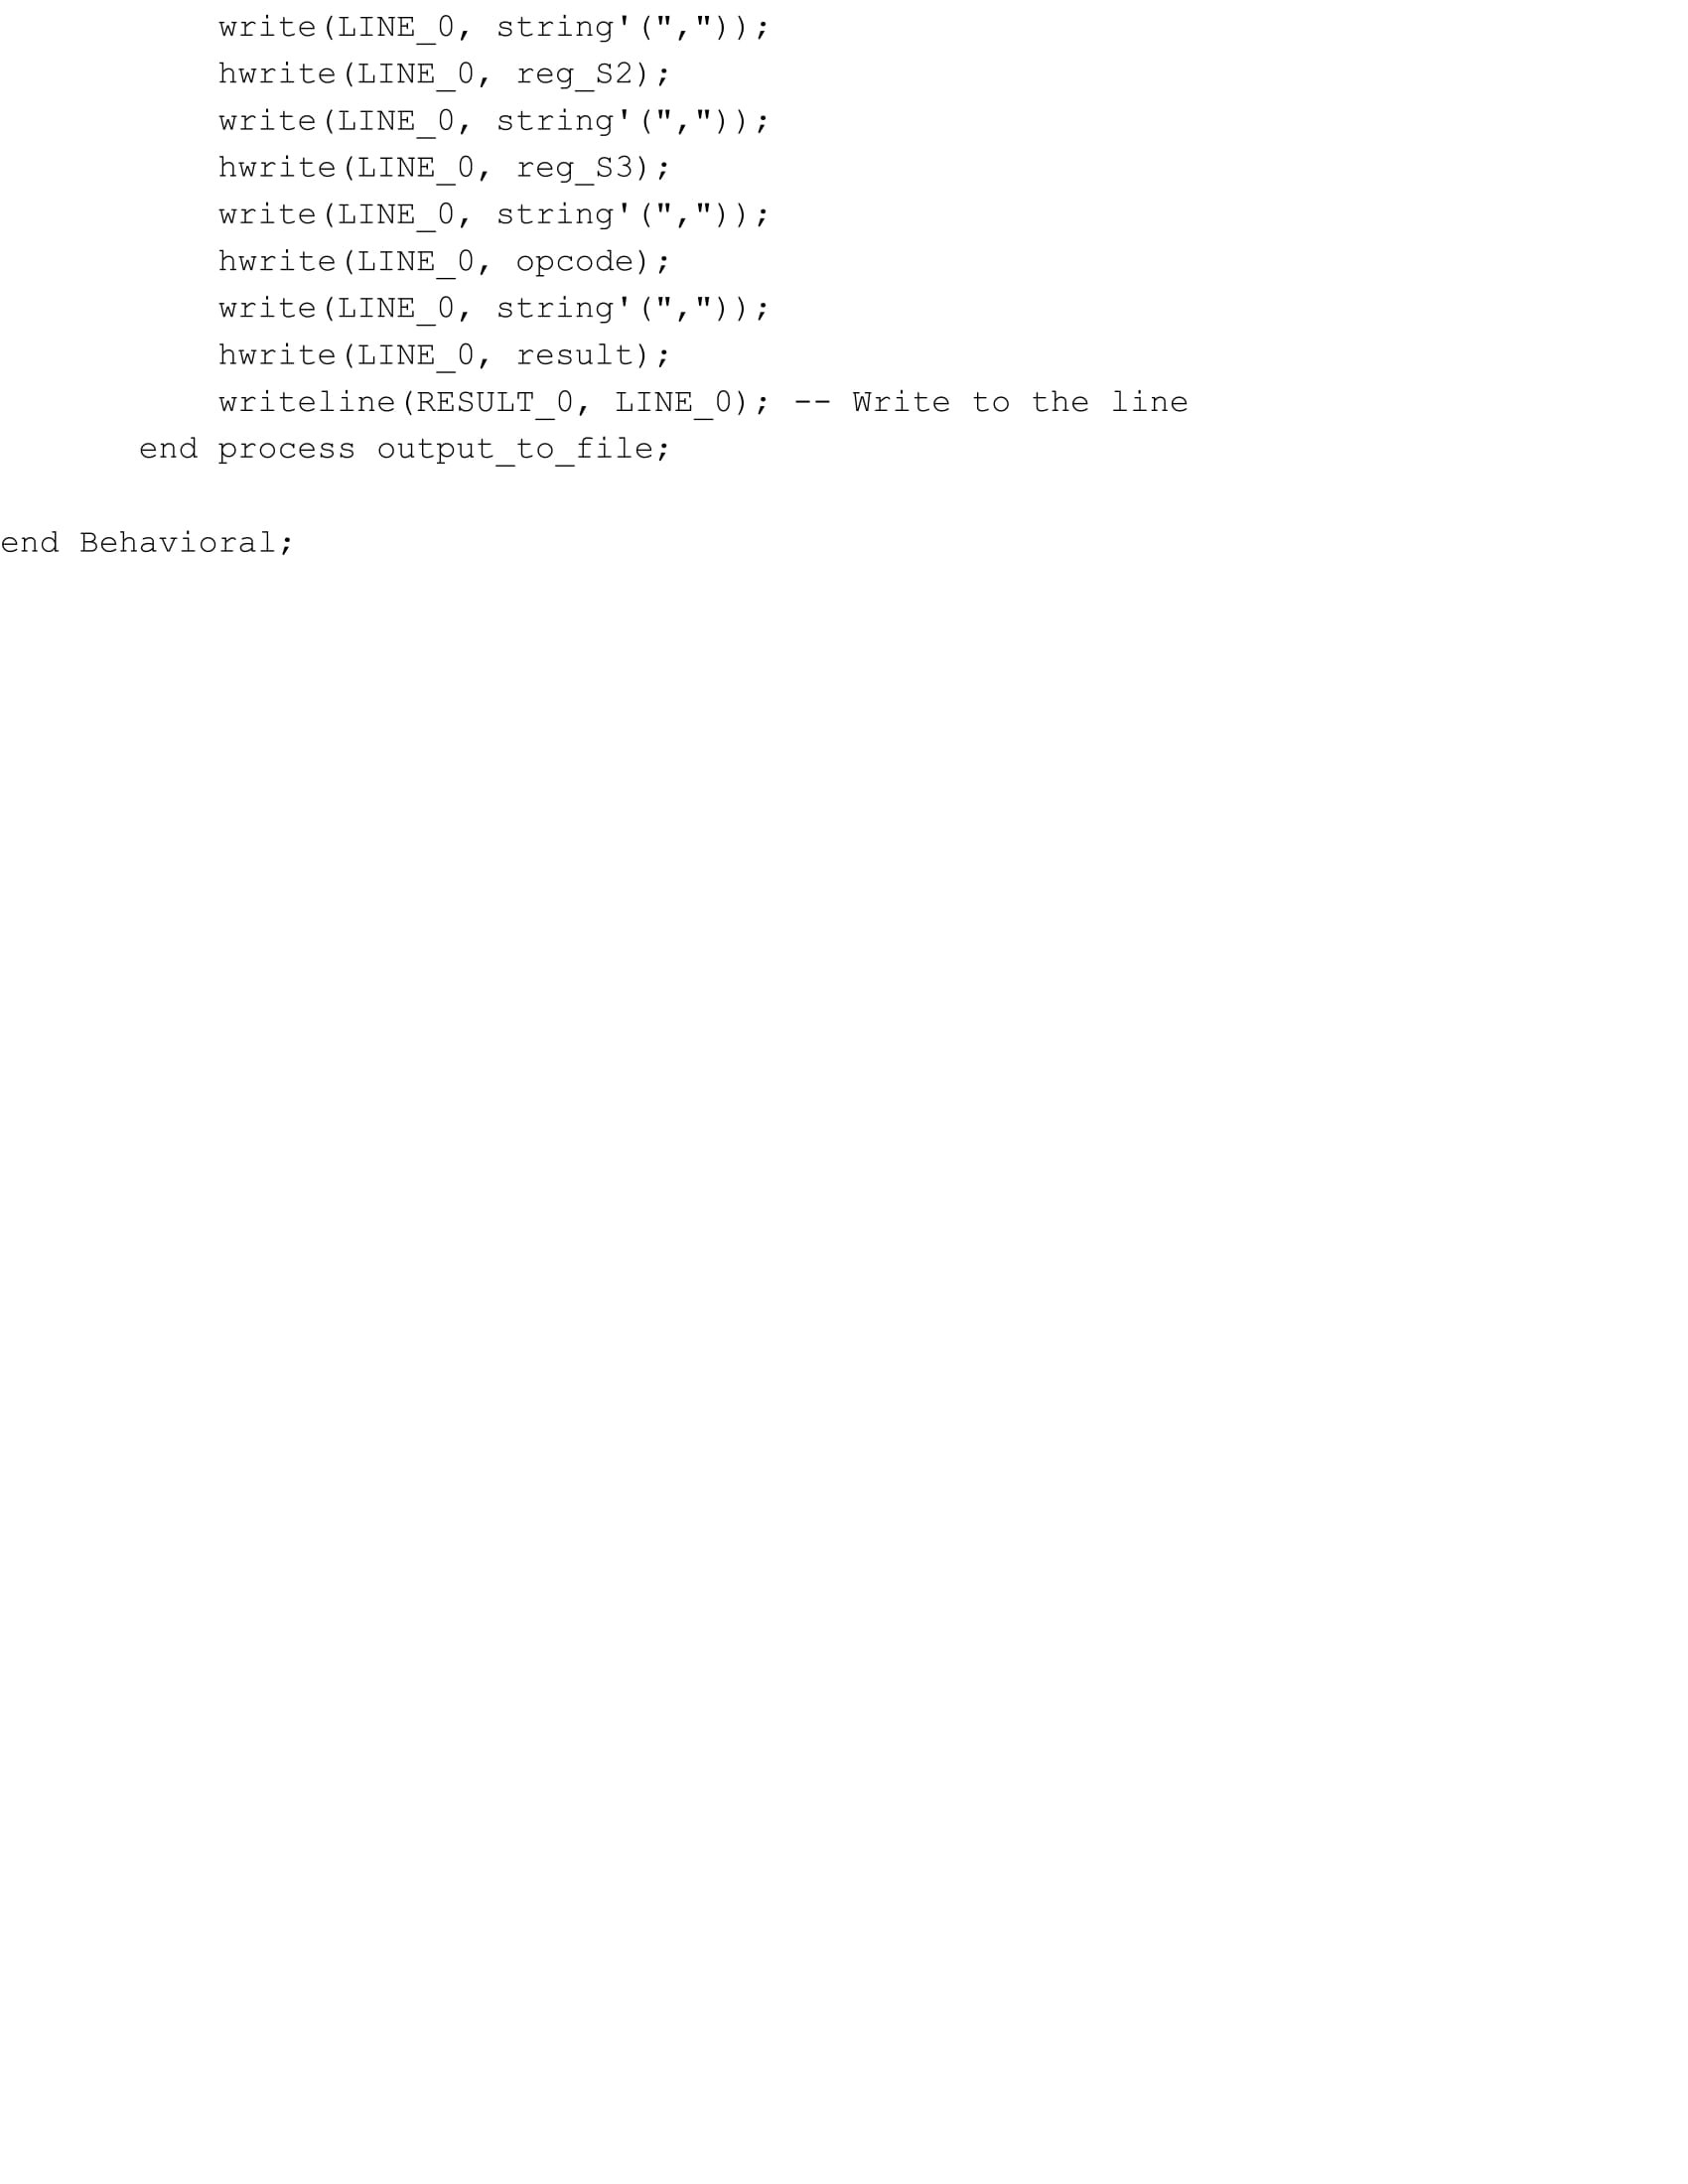 write(LINE_0, string'(","));
hwrite(LINE_0, reg_S2);
write(LINE_0, string'(","));
hwrite(LINE_0, reg_S3);
write(LINE_0, string'(","));
hwrite(LINE_0, opcode);
write(LINE_0, string'(","));
hwrite(LINE_0, result);
writeline(RESULT_0, LINE_0); -- Write to the line
end process output_to_file;
end Behavioral;